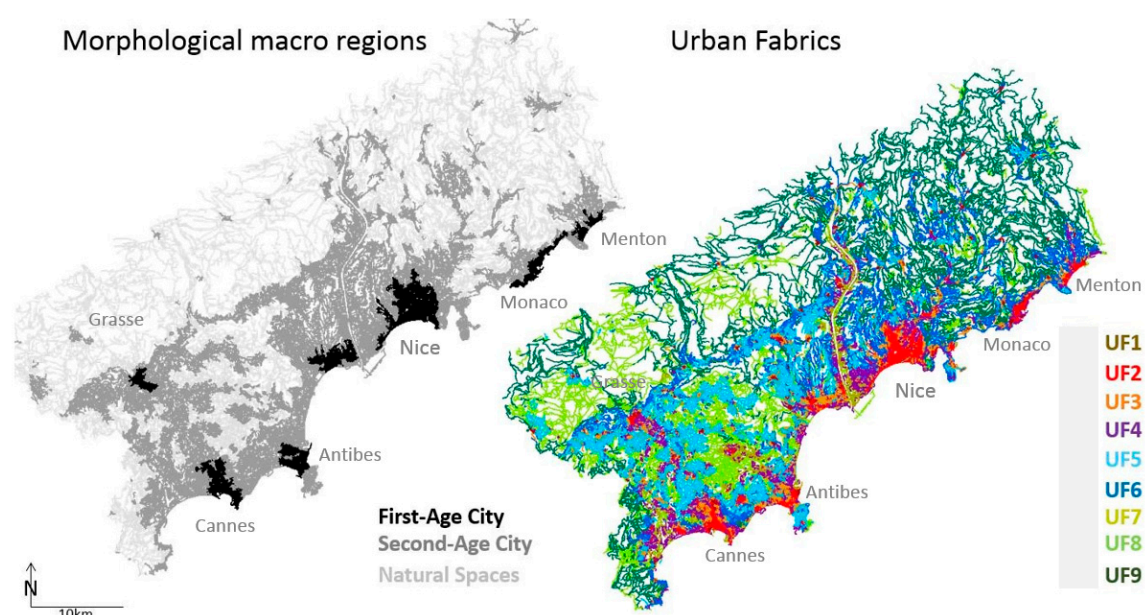 Morphological macro regions
Urban Fabrics
Menton
Monaco
Grasse
Nice
Antibes
Cannes
First-Age City
Second-Age City
Natural Spaces
N
10km
Menton
Monaco
Grasse
Nice
Antibes
Cannes
UF1
UF2
UF3
UF4
UF5
UF6
UF7
UF8
UF9